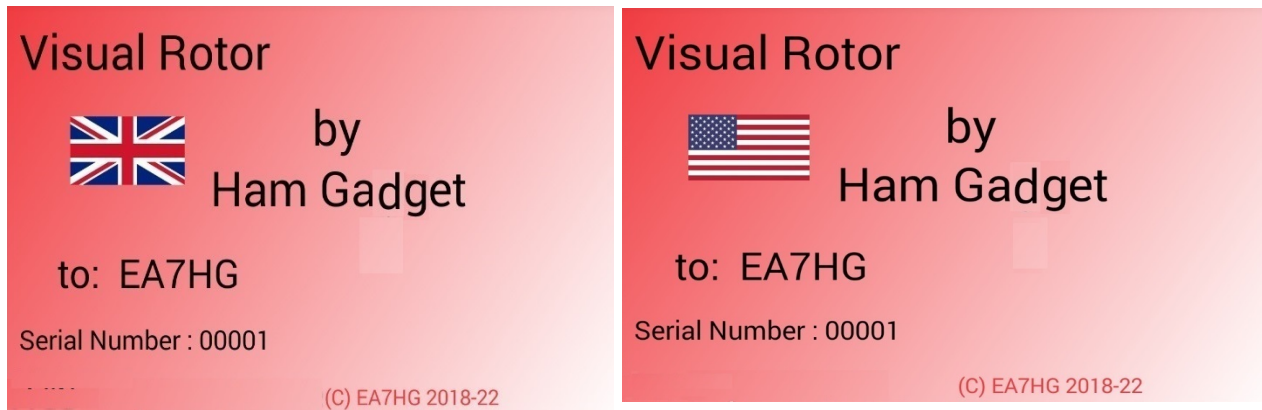 Visual Rotor
by
Ham Gadget
to: EA7HG
Serial Number : 00001
(C) EA7HG 2018-22
Visual Rotor
by
Ham Gadget
to: EA7HG
Serial Number : 00001
(C) EA7HG 2018-22